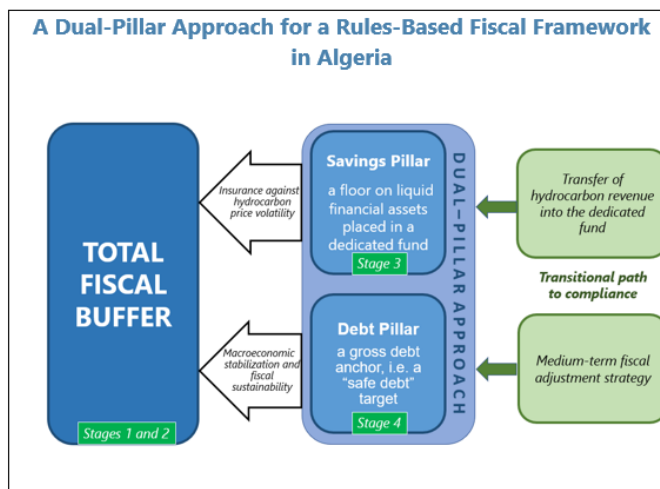 A Dual-Pillar Approach for a Rules-Based Fiscal Framework
in Algeria
TOTAL
FISCAL
BUFFER
Stages 1 and 2
Insurance against
hydrocarbon
price volatility
Macroeconomic
stabilization and
fiscal
sustainability
Savings Pillar
a floor on liquid
financial assets
placed in a
dedicated fund
Stage 3
Debt Pillar
a gross debt
anchor, i.e. a
“safe debt”
target
Stage 4
DUAL–PILLAR APPROACH
Transfer of
hydrocarbon revenue
into the dedicated
fund
Transitional path
to compliance
Medium-term fiscal
adjustment strategy